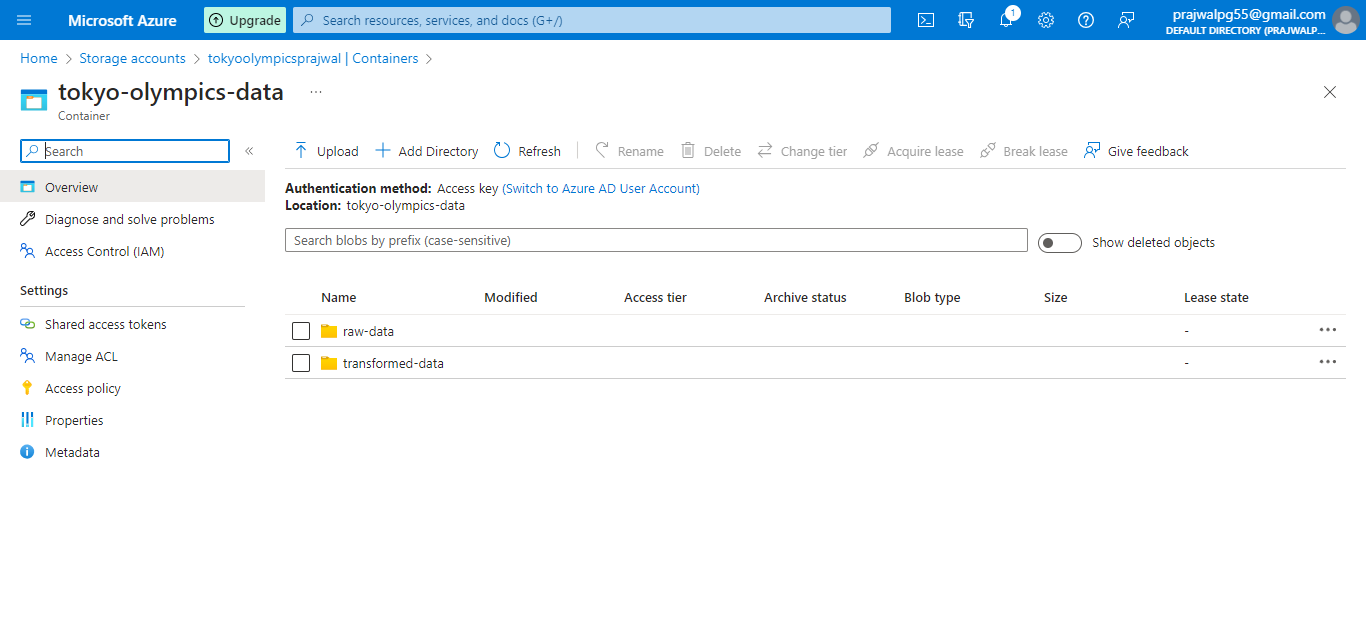 Microsoft Azure Upgrade Search resources, services, and docs (G+/) 1 prajwalpg55@gmail.com
DEFAULT DIRECTORY (PRAJWALP...
Home > Storage accounts > tokyoolympicsprajwal | Containers >
tokyo-olympics-data ...
Container
Search «
Upload Add Directory Refresh Rename Delete Change tier Acquire lease Break lease Give feedback
Overview
Diagnose and solve problems
Access Control (IAM)
Settings
Shared access tokens
Manage ACL
Access policy
Properties
Metadata
Authentication method: Access key (Switch to Azure AD User Account)
Location: tokyo-olympics-data
Search blobs by prefix (case-sensitive)
Show deleted objects
Name Modified Access tier Archive status Blob type Size Lease state
raw-data - ...
transformed-data - ...